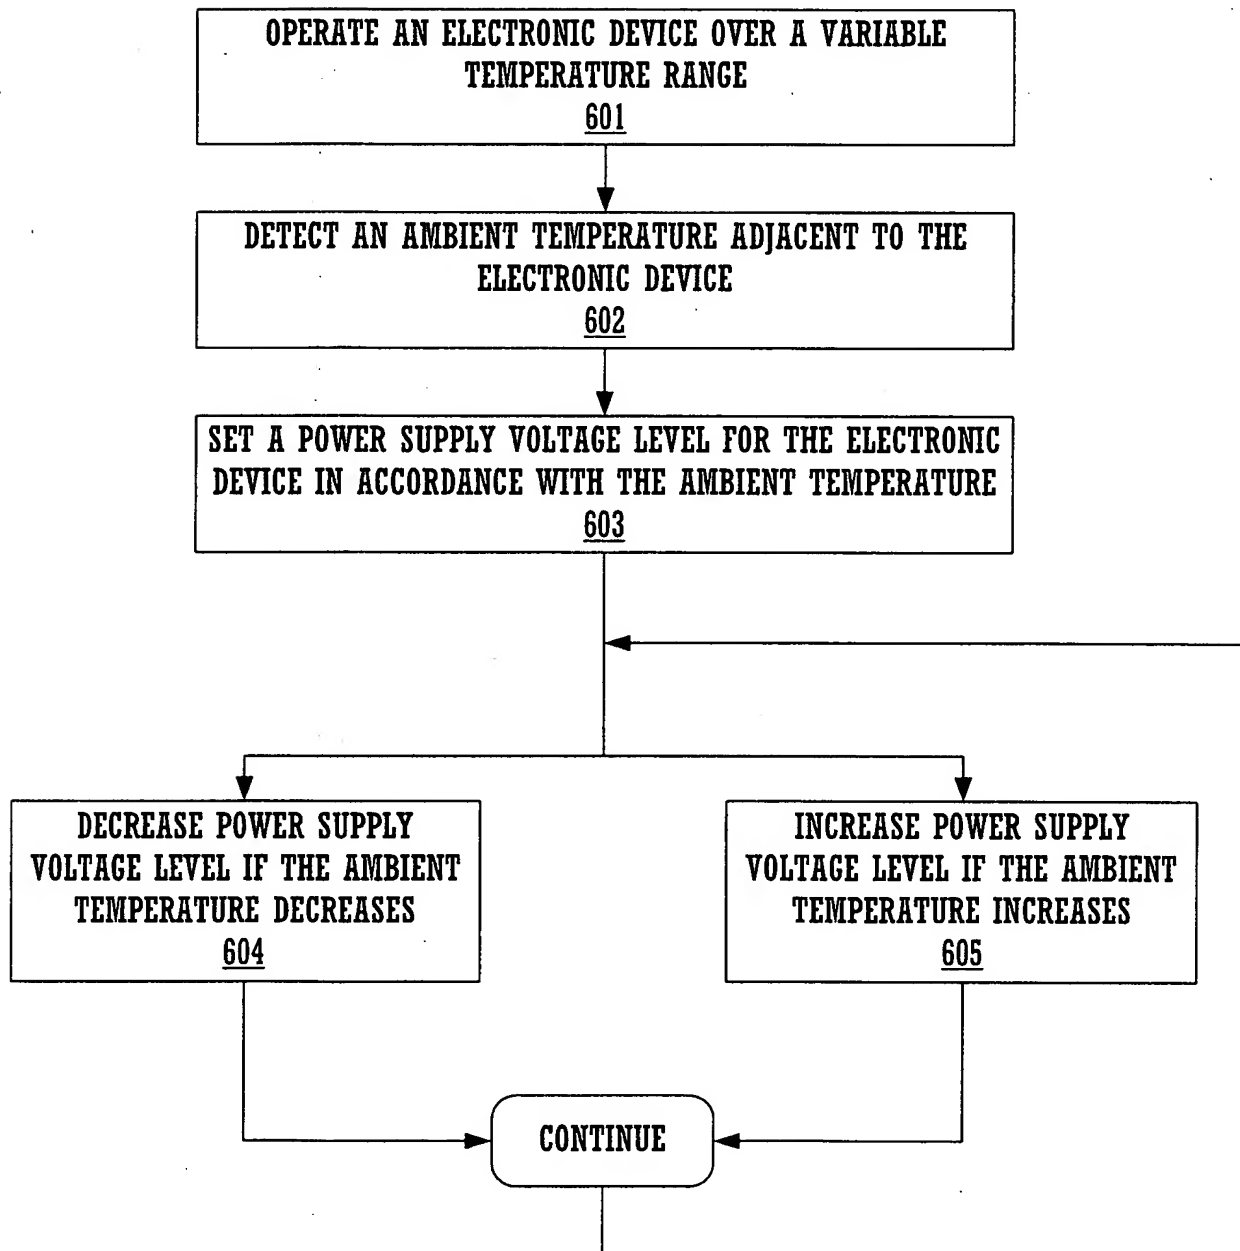 OPERATE AN ELECTRONIC DEVICE OVER A VARIABLE
TEMPERATURE RANGE
601
DETECT AN AMBIENT TEMPERATURE ADJACENT TO THE
ELECTRONIC DEVICE
602
SET A POWER SUPPLY VOLTAGE LEVEL FOR THE ELECTRONIC
DEVICE IN ACCORDANCE WITH THE AMBIENT TEMPERATURE
603
DECREASE POWER SUPPLY
VOLTAGE LEVEL IF THE AMBIENT
TEMPERATURE DECREASES
604
INCREASE POWER SUPPLY
VOLTAGE LEVEL IF THE AMBIENT
TEMPERATURE INCREASES
605
CONTINUE